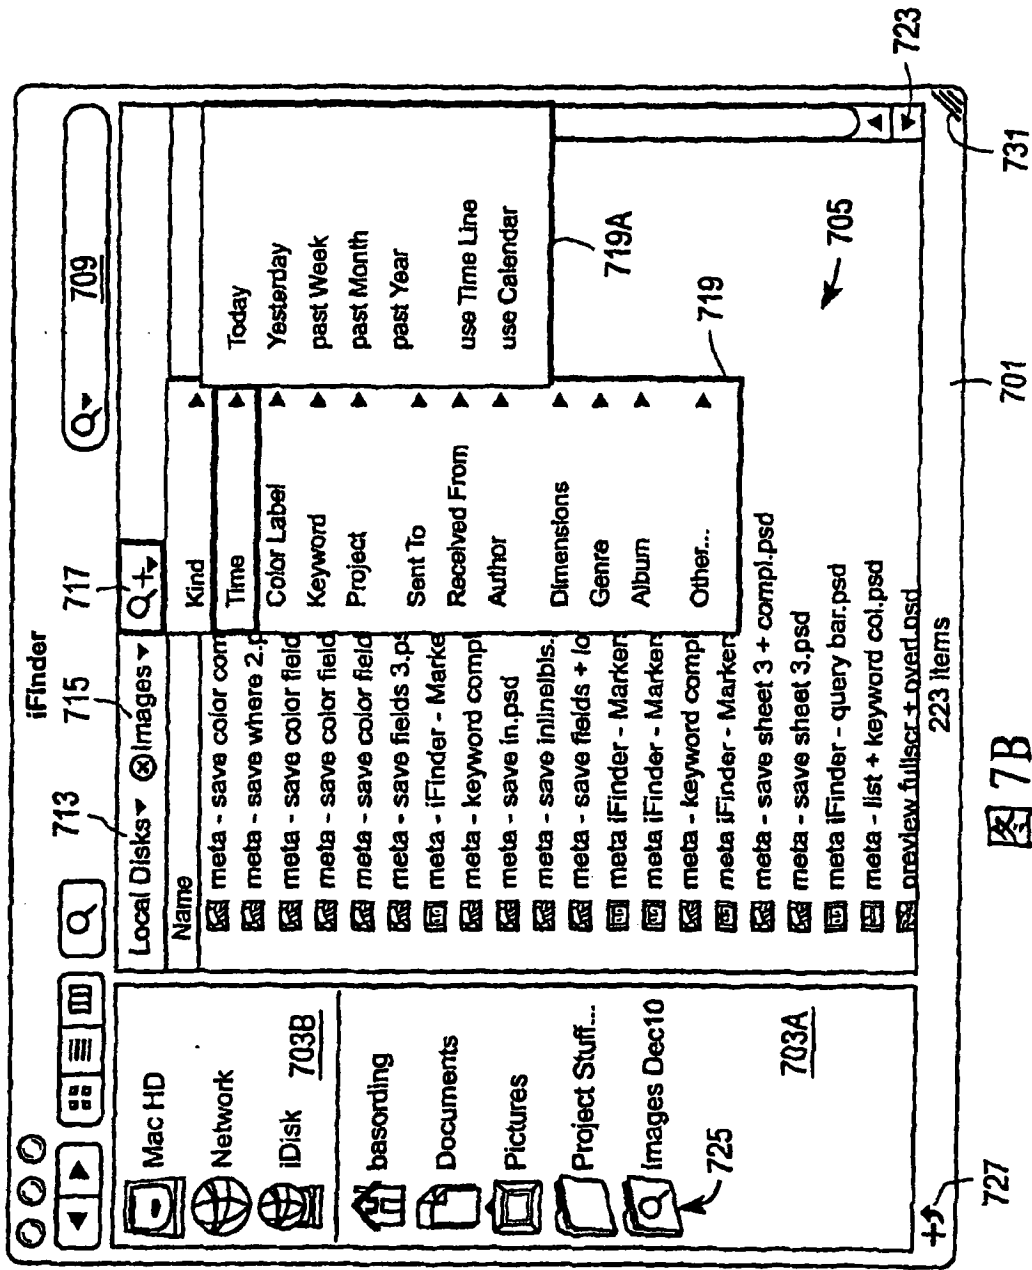 iFinder
709
713
715
717
Local Disks Images
Name
Mac HD
Network
iDisk
703B
basording
Documents
Pictures
Project Stuff...
Images Dec10
725
703A
meta - save color com
meta - save where 2.p
meta - save color field
meta - save color field
meta - save color field
meta - save fields 3.ps
meta - iFinder - Marke
meta - keyword compl
meta - save in.psd
meta - save inlinelbls.
meta - save fields + lo
meta iFinder - Marken
meta iFinder - Marken
meta - keyword compl
meta iFinder - Marken
meta - save sheet 3 + compl.psd
meta - save sheet 3.psd
meta iFinder - query bar.psd
meta - list + keyword col.psd
preview fullscr + overl.psd
Kind
Time
Color Label
Keyword
Project
Sent To
Received From
Author
Dimensions
Genre
Album
Other...
719
Today
Yesterday
past Week
past Month
past Year
use Time Line
use Calendar
719A
705
723
223 items
727
701
731
图 7B